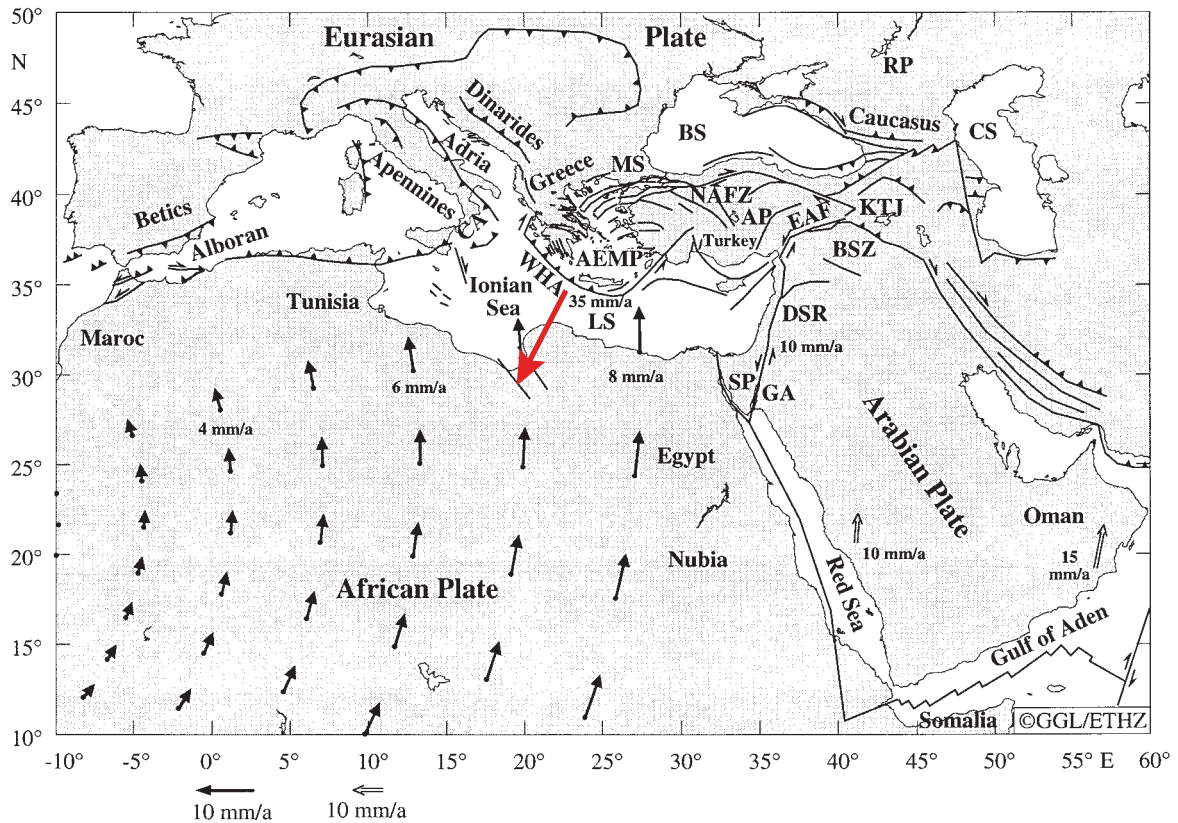 50°
N
45°
40°
35°
30°
25°
20°
15°
10°
Eurasian Plate
RP
Caucasus
CS
BS
Dinarides
Adria
Apennines
Greece
MS
NAFZ
AP
EAF
KTJ
Betics
Alboran
CA
Turkey
BSZ
AEMP
WHA
Ionian
Sea
35 mm/a
LS
Tunisia
Maroc
DSR
10 mm/a
6 mm/a
8 mm/a
SP
GA
4 mm/a
Arabian Plate
Egypt
Oman
10 mm/a
15
mm/a
Nubia
African Plate
Red Sea
Gulf of Aden
Somalia
©GGL/ETHZ
-10° -5° 0° 5° 10° 15° 20° 25° 30° 35° 40° 45° 50° 55° E 60°
10 mm/a
10 mm/a